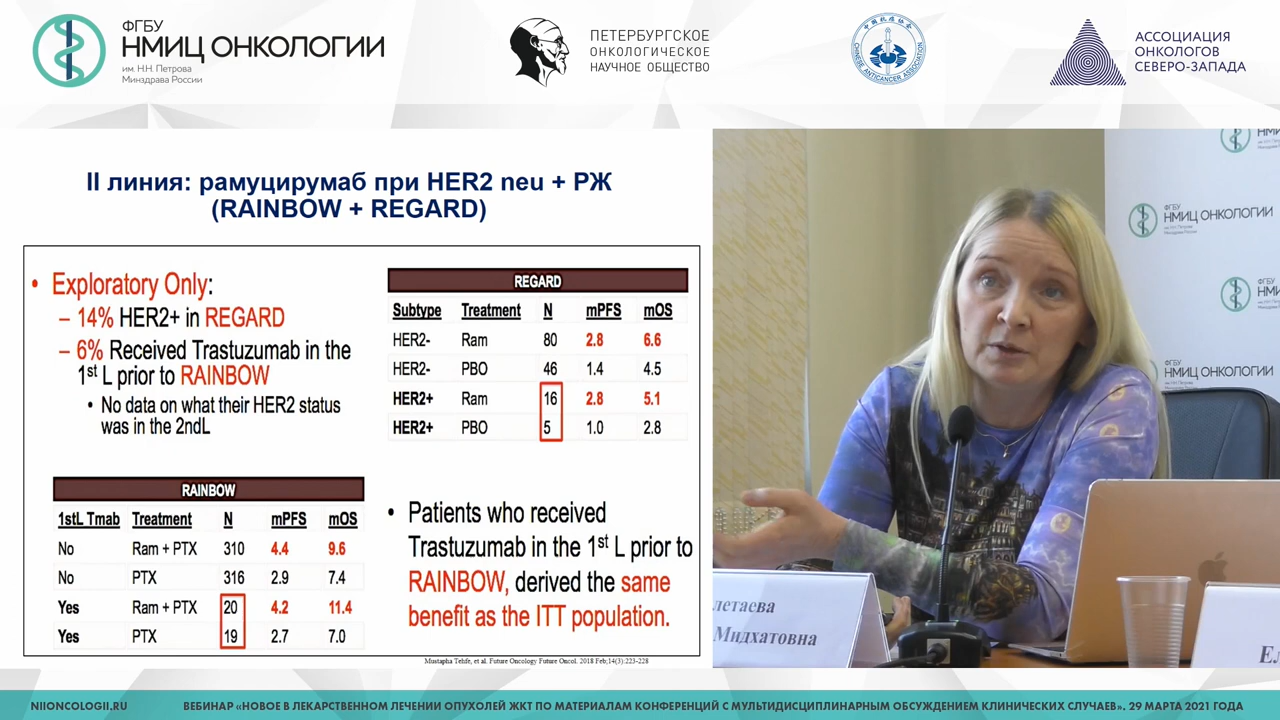 ФГБУ
НМИЦ ОНКОЛОГИИ
им. Н.Н. Петрова
Минздрава России
ПЕТЕРБУРГСКОЕ
ОНКОЛОГИЧЕСКОЕ
НАУЧНОЕ ОБЩЕСТВО
CHINESE ANTICANCER ASSOCIATION
АССОЦИАЦИЯ
ОНКОЛОГОВ
СЕВЕРО-ЗАПАДА
II линия: рамуцирумаб при HER2 neu + РЖ
(RAINBOW + REGARD)
• Exploratory Only:
– 14% HER2+ in REGARD
– 6% Received Trastuzumab in the
1st L prior to RAINBOW
• No data on what their HER2 status
was in the 2ndL
REGARD
Subtype Treatment N mPFS mOS
HER2- Ram 80 2.8 6.6
HER2- PBO 46 1.4 4.5
HER2+ Ram 16 2.8 5.1
HER2+ PBO 5 1.0 2.8
RAINBOW
1stL Tmab Treatment N mPFS mOS
No Ram + PTX 310 4.4 9.6
No PTX 316 2.9 7.4
Yes Ram + PTX 20 4.2 11.4
Yes PTX 19 2.7 7.0
• Patients who received
Trastuzumab in the 1st L prior to
RAINBOW, derived the same
benefit as the ITT population.
Mustapha Tehfe, et al. Future Oncology Future Oncol. 2018 Feb;14(3):223-228
НМИЦ
ФГБУ
НМИЦ ОНКОЛОГИИ
им. Н.Н. Петрова
Минздрава России
НМИ
ФГБУ
НМИЦ ОНКОЛОГИИ
НМИ
летаева
Мидхатовна
Ел
NIIONCOLOGII.RU
ВЕБИНАР «НОВОЕ В ЛЕКАРСТВЕННОМ ЛЕЧЕНИИ ОПУХОЛЕЙ ЖКТ ПО МАТЕРИАЛАМ КОНФЕРЕНЦИЙ С МУЛЬТИДИСЦИПЛИНАРНЫМ ОБСУЖДЕНИЕМ КЛИНИЧЕСКИХ СЛУЧАЕВ». 29 МАРТА 2021 ГОДА